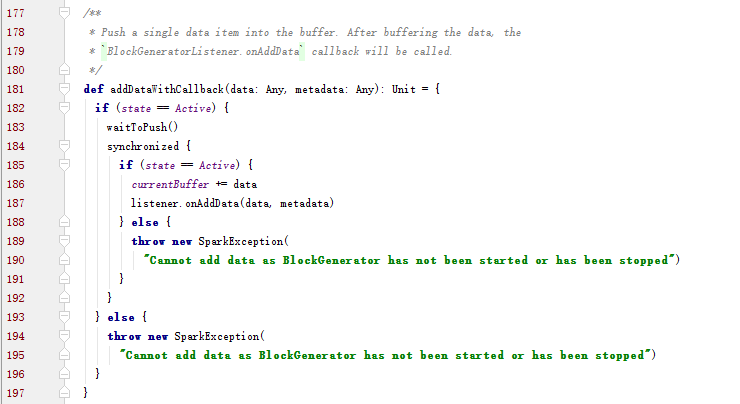 177 /**
178 * Push a single data item into the buffer. After buffering the data, the
179 * `BlockGeneratorListener.onAddData` callback will be called.
180 */
181 def addDataWithCallback(data: Any, metadata: Any): Unit = {
182 if (state == Active) {
183 waitToPush()
184 synchronized {
185 if (state == Active) {
186 currentBuffer += data
187 listener.onAddData(data, metadata)
188 } else {
189 throw new SparkException(
190 "Cannot add data as BlockGenerator has not been started or has been stopped")
191 }
192 }
193 } else {
194 throw new SparkException(
195 "Cannot add data as BlockGenerator has not been started or has been stopped")
196 }
197 }